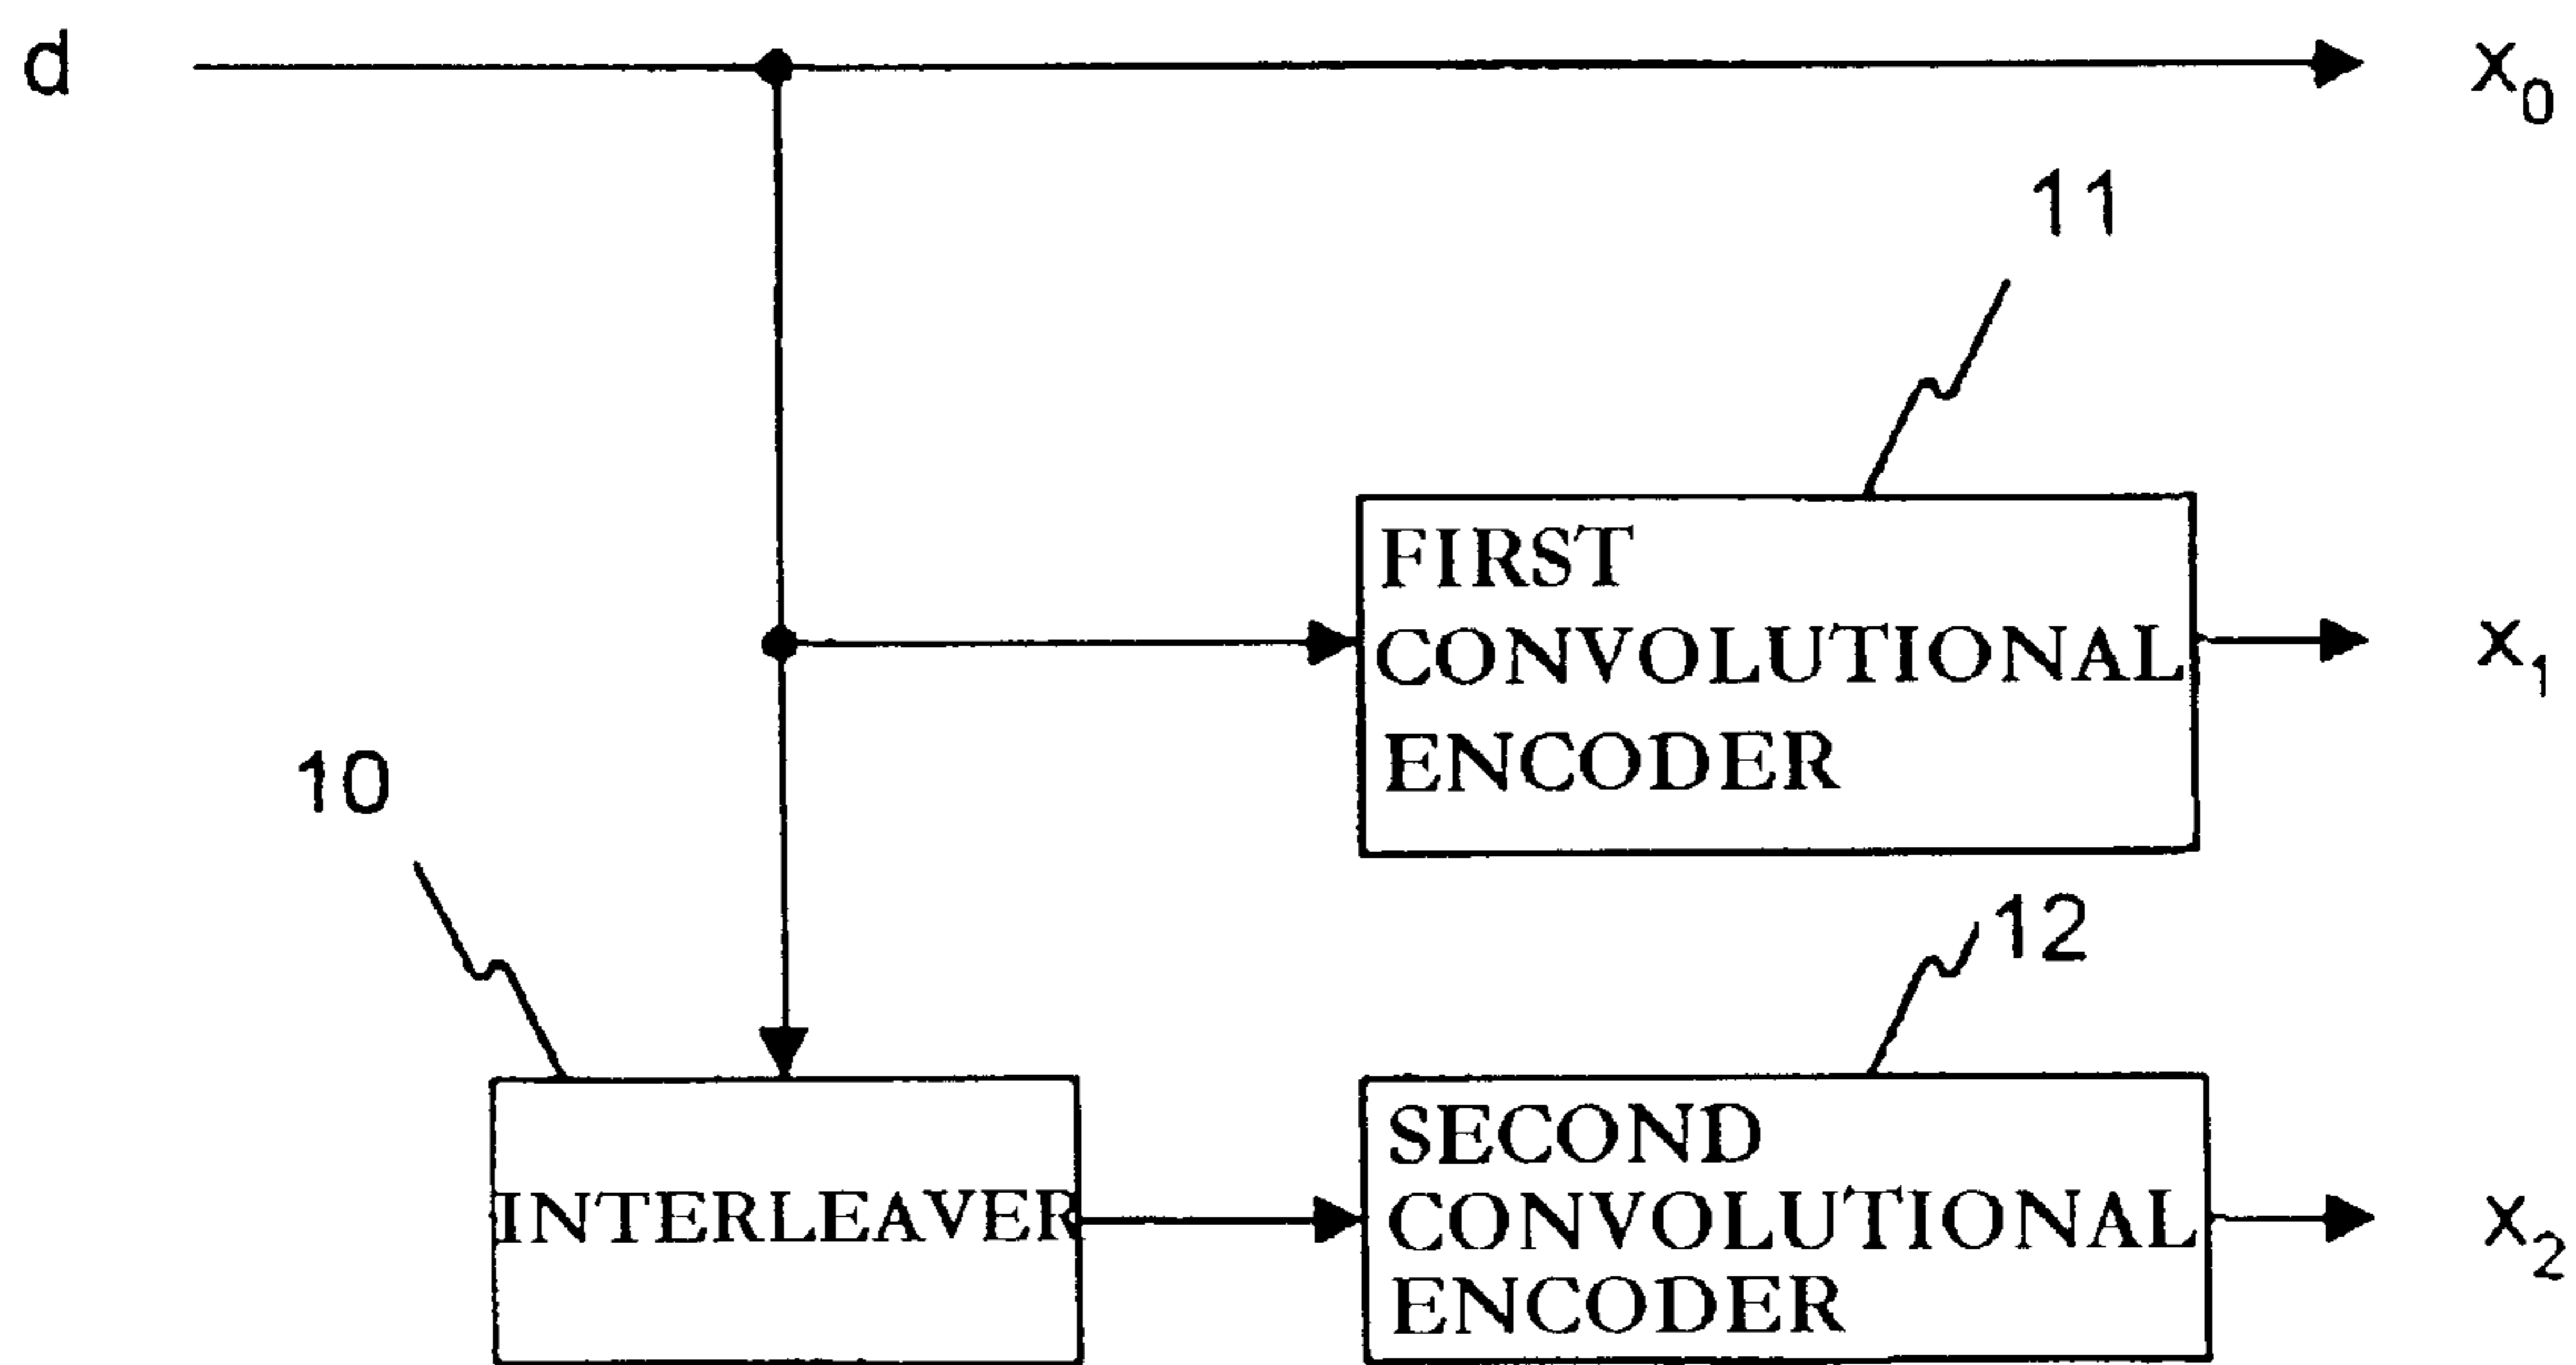 d
x0
11
FIRST
CONVOLUTIONAL
ENCODER
x1
10
12
INTERLEAVER
SECOND
CONVOLUTIONAL
ENCODER
x2